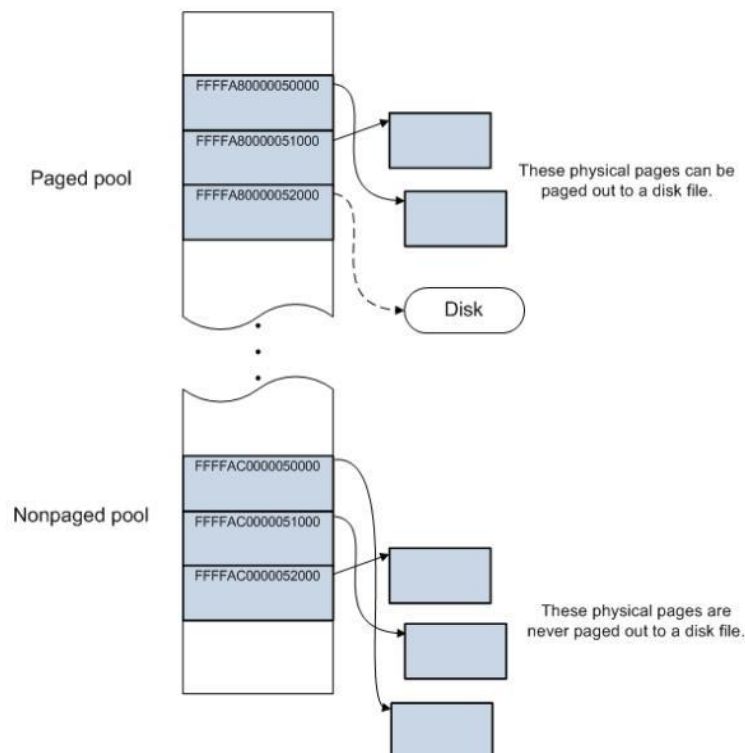 FFFFA80000050000
FFFFA80000051000
FFFFA80000052000
Paged pool
These physical pages can be
paged out to a disk file.
Disk
FFFFAC0000050000
FFFFAC0000051000
FFFFAC0000052000
Nonpaged pool
These physical pages are
never paged out to a disk file.